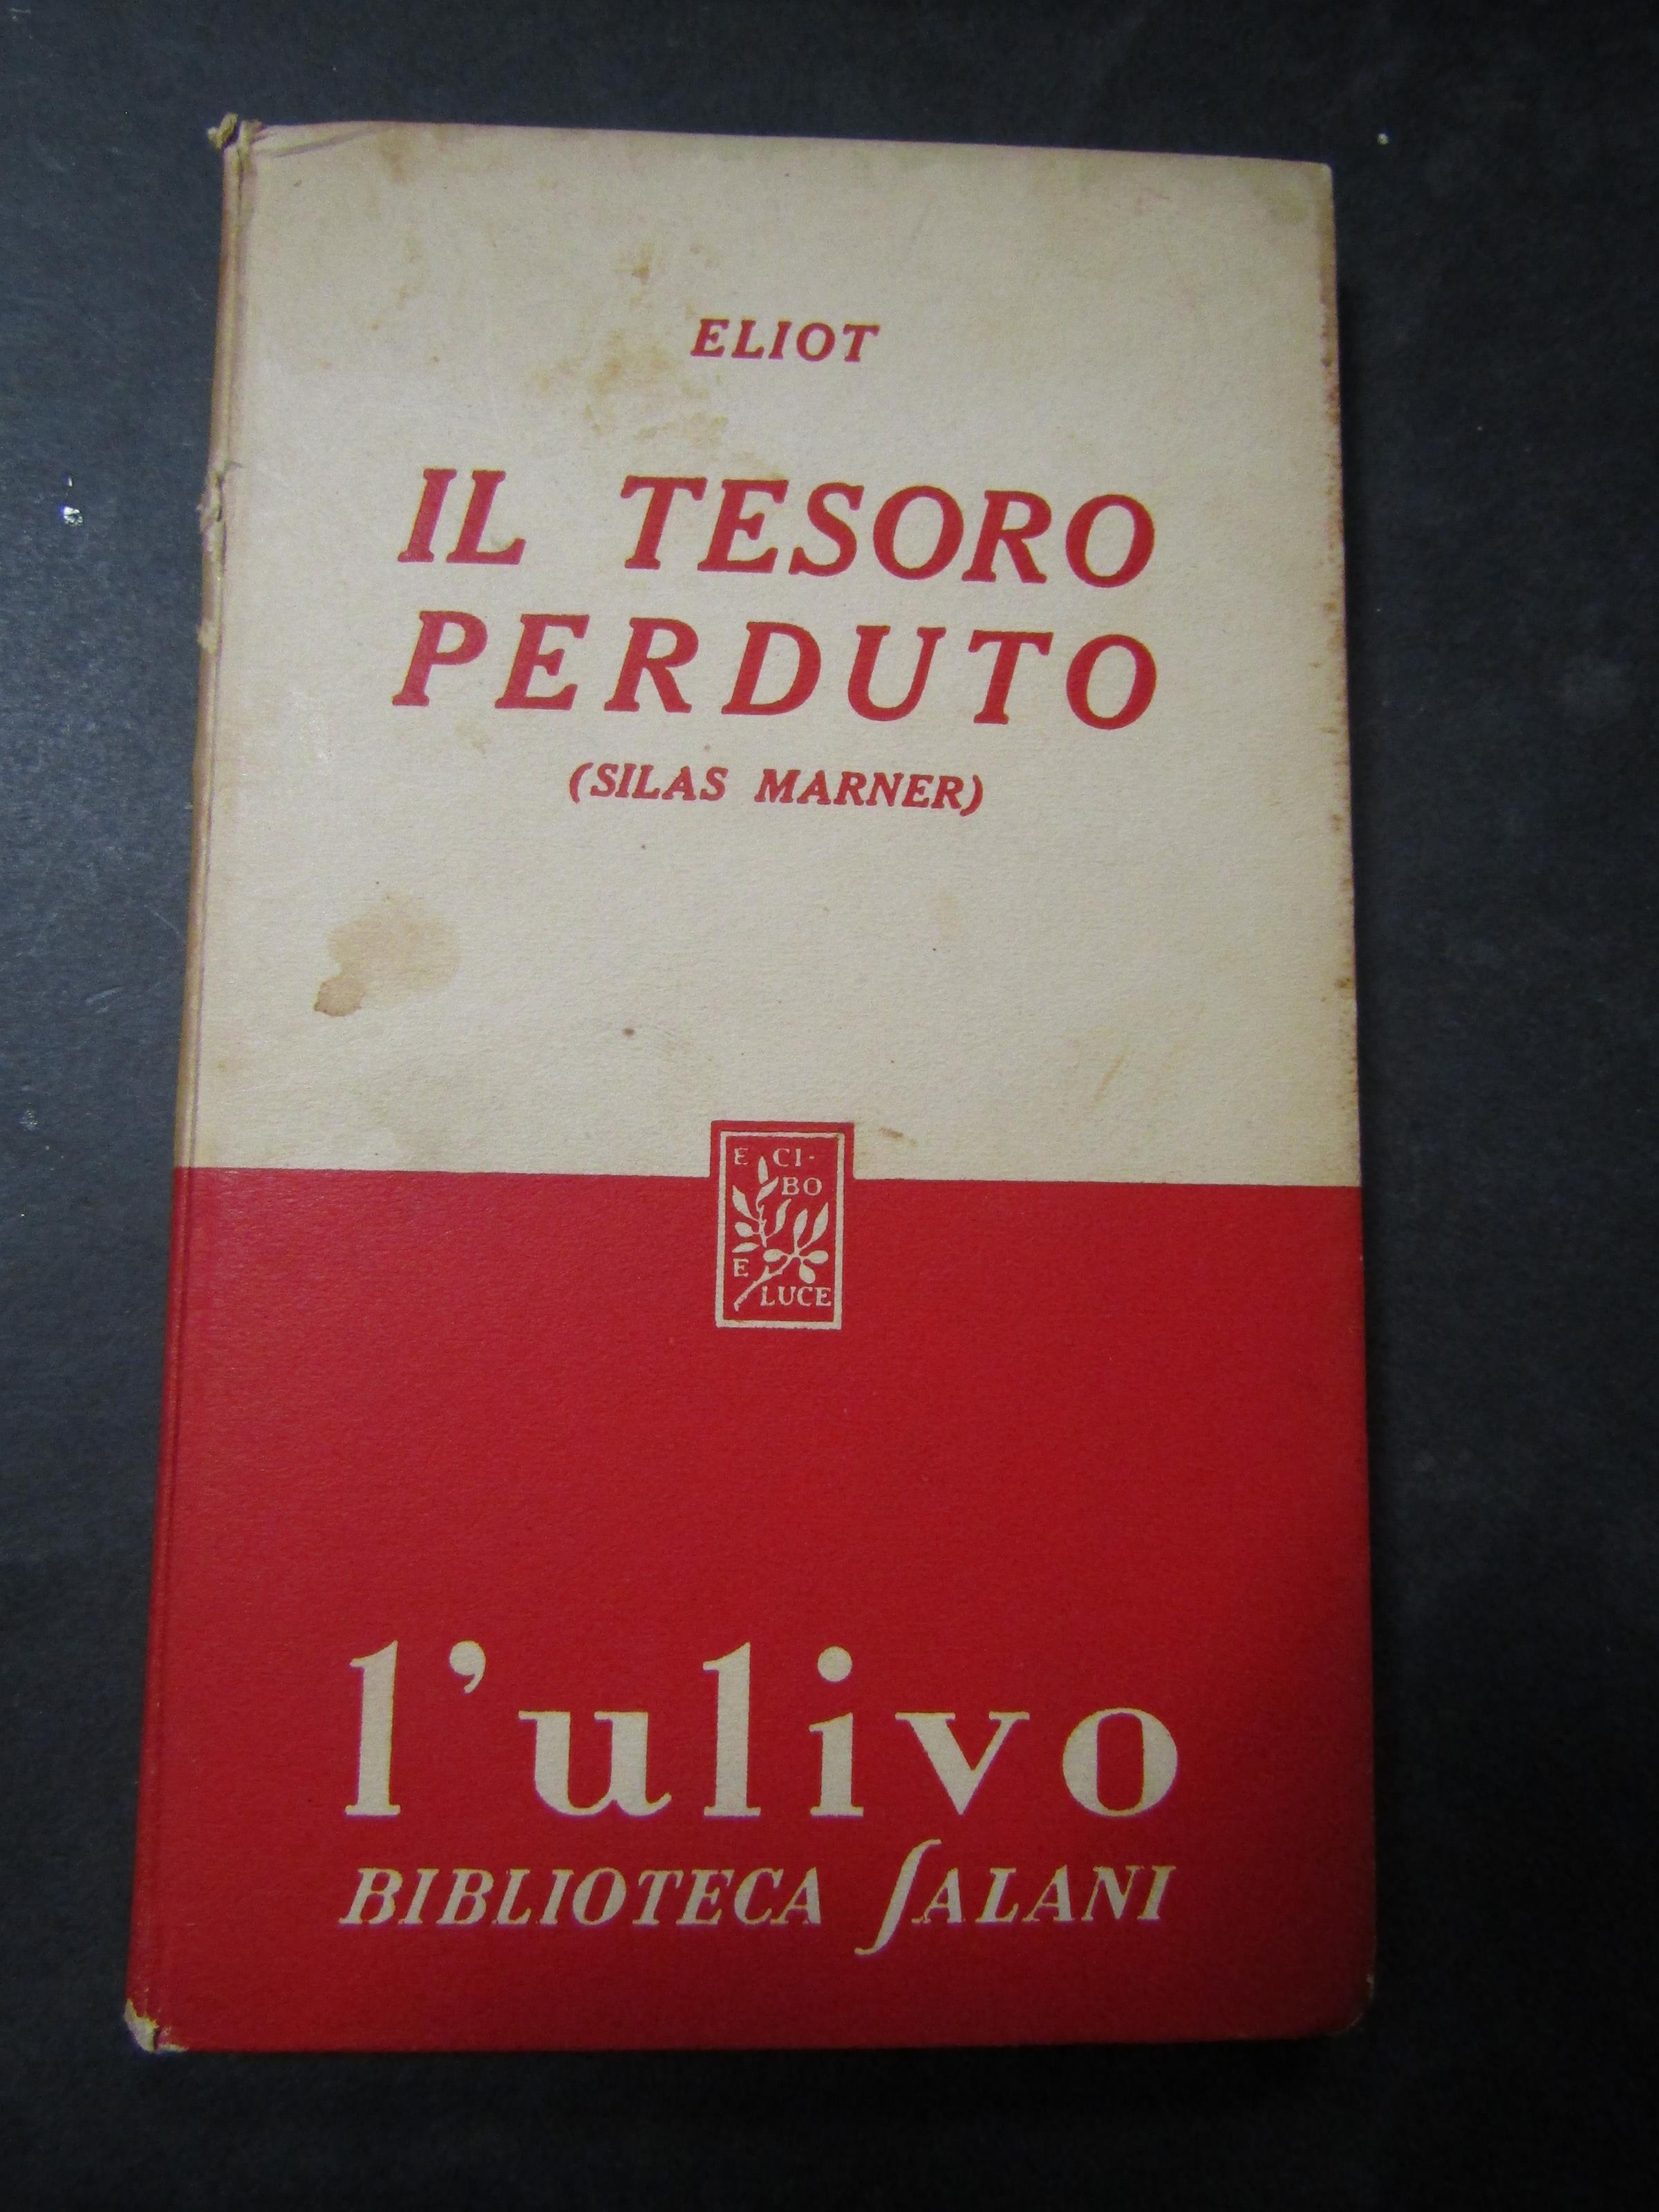 ELIOT
IL TESORO
PERDUTO
(SILAS MARNER)
E CI-
BO
E
LUCE
l'ulivo
BIBLIOTECA SALANI